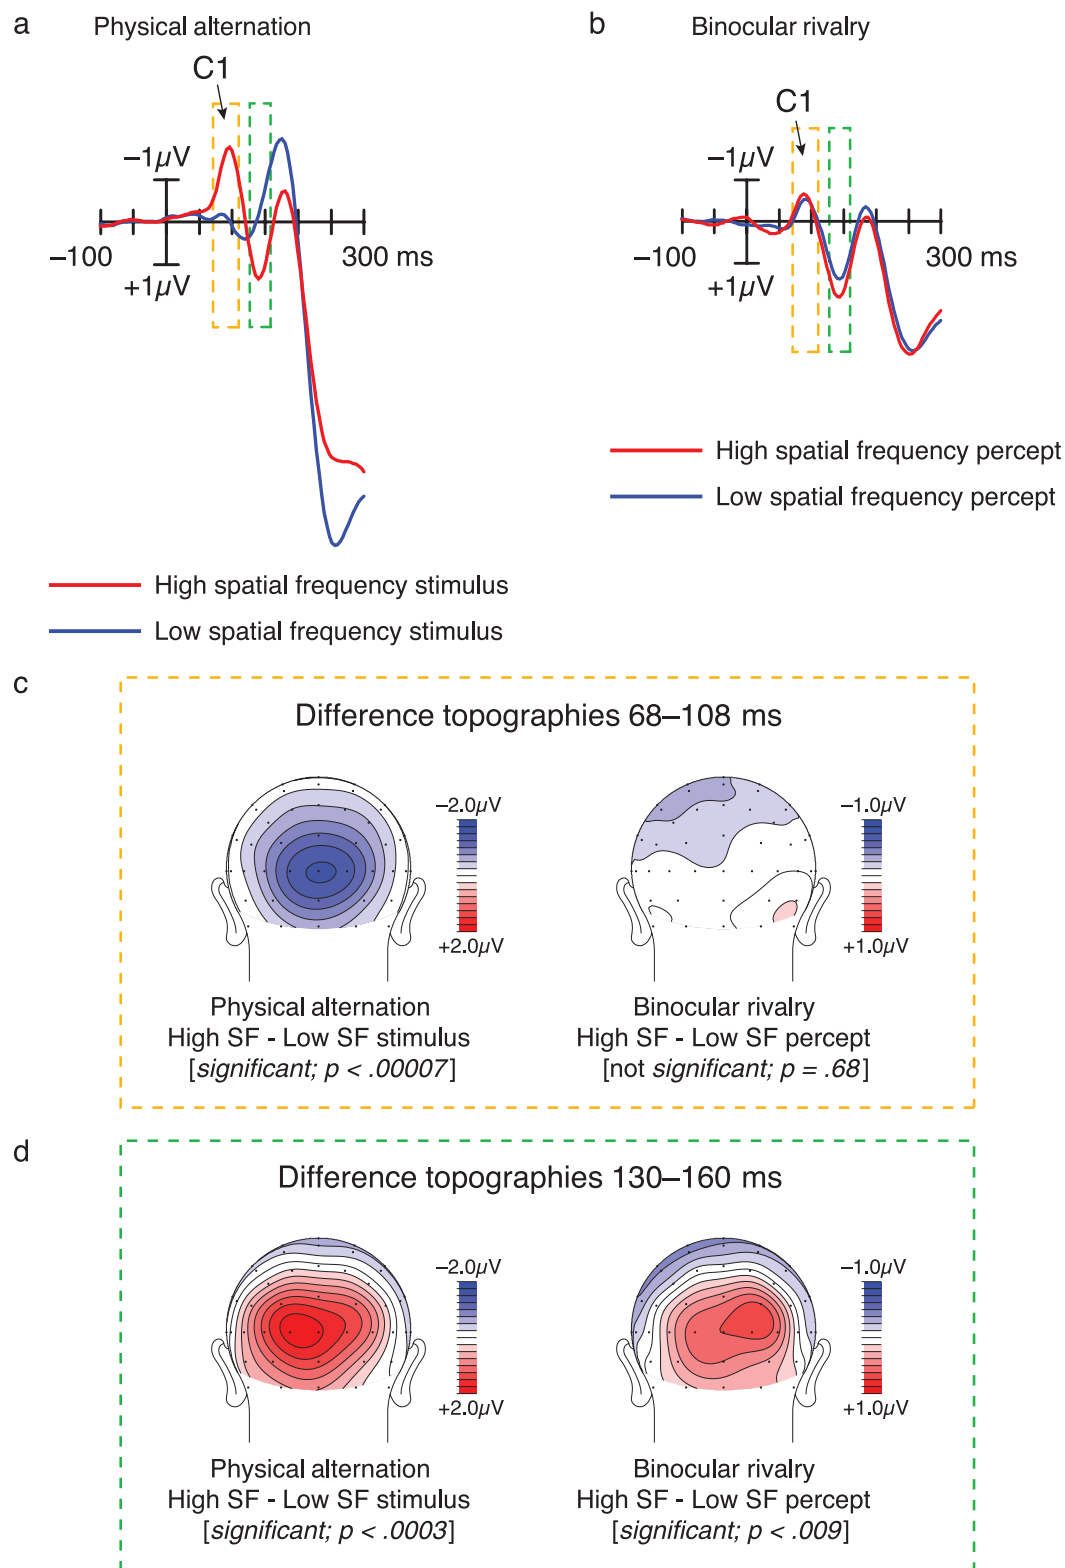 a
Physical alternation
C1
–1µV
–100
300 ms
+1µV
High spatial frequency stimulus
Low spatial frequency stimulus
b
Binocular rivalry
C1
–1µV
–100
300 ms
+1µV
High spatial frequency percept
Low spatial frequency percept
c
Difference topographies 68–108 ms
–2.0µV
+2.0µV
Physical alternation
High SF - Low SF stimulus
[significant; p < .00007]
–1.0µV
+1.0µV
Binocular rivalry
High SF - Low SF percept
[not significant; p = .68]
d
Difference topographies 130–160 ms
–2.0µV
+2.0µV
Physical alternation
High SF - Low SF stimulus
[significant; p < .0003]
–1.0µV
+1.0µV
Binocular rivalry
High SF - Low SF percept
[significant; p < .009]